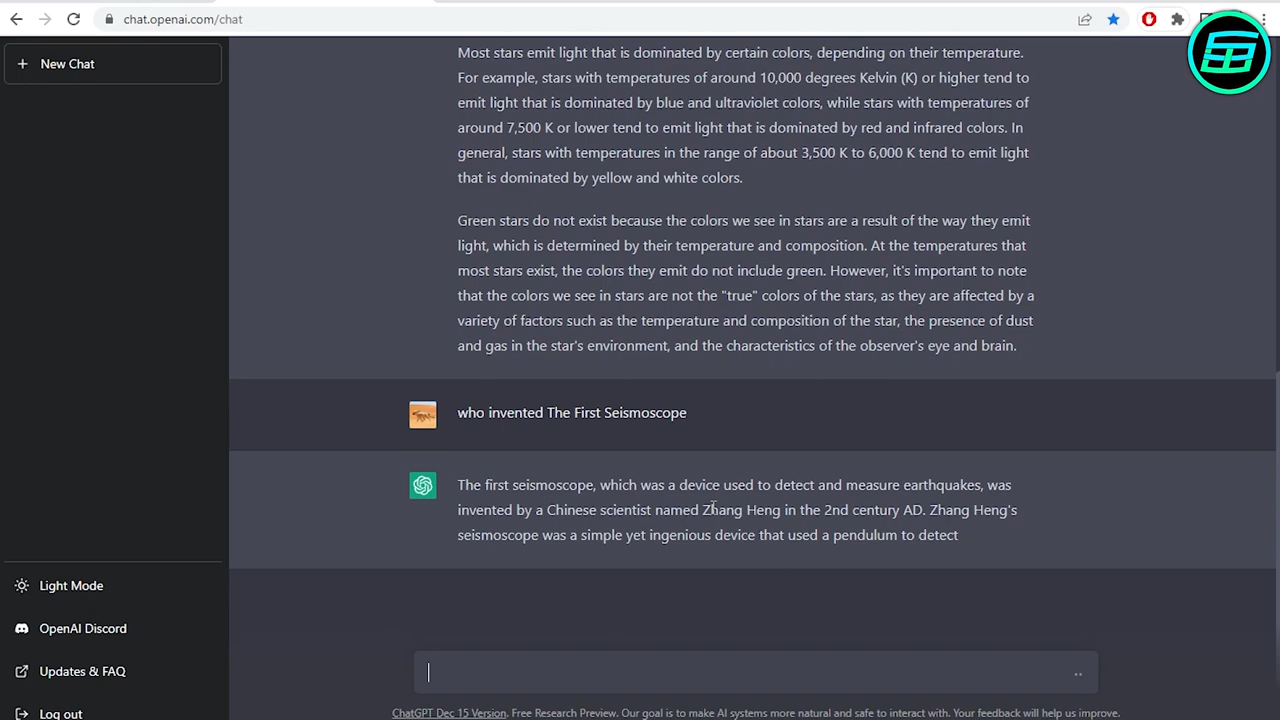 chat.openai.com/chat
New Chat
Most stars emit light that is dominated by certain colors, depending on their temperature.
For example, stars with temperatures of around 10,000 degrees Kelvin (K) or higher tend to
emit light that is dominated by blue and ultraviolet colors, while stars with temperatures of
around 7,500 K or lower tend to emit light that is dominated by red and infrared colors. In
general, stars with temperatures in the range of about 3,500 K to 6,000 K tend to emit light
that is dominated by yellow and white colors.
Green stars do not exist because the colors we see in stars are a result of the way they emit
light, which is determined by their temperature and composition. At the temperatures that
most stars exist, the colors they emit do not include green. However, it's important to note
that the colors we see in stars are not the "true" colors of the stars, as they are affected by a
variety of factors such as the temperature and composition of the star, the presence of dust
and gas in the star's environment, and the characteristics of the observer's eye and brain.
who invented The First Seismoscope
The first seismoscope, which was a device used to detect and measure earthquakes, was
invented by a Chinese scientist named Zhang Heng in the 2nd century AD. Zhang Heng's
seismoscope was a simple yet ingenious device that used a pendulum to detect
Light Mode
OpenAI Discord
Updates & FAQ
Log out
ChatGPT Dec 15 Version. Free Research Preview. Our goal is to make AI systems more natural and safe to interact with. Your feedback will help us improve.